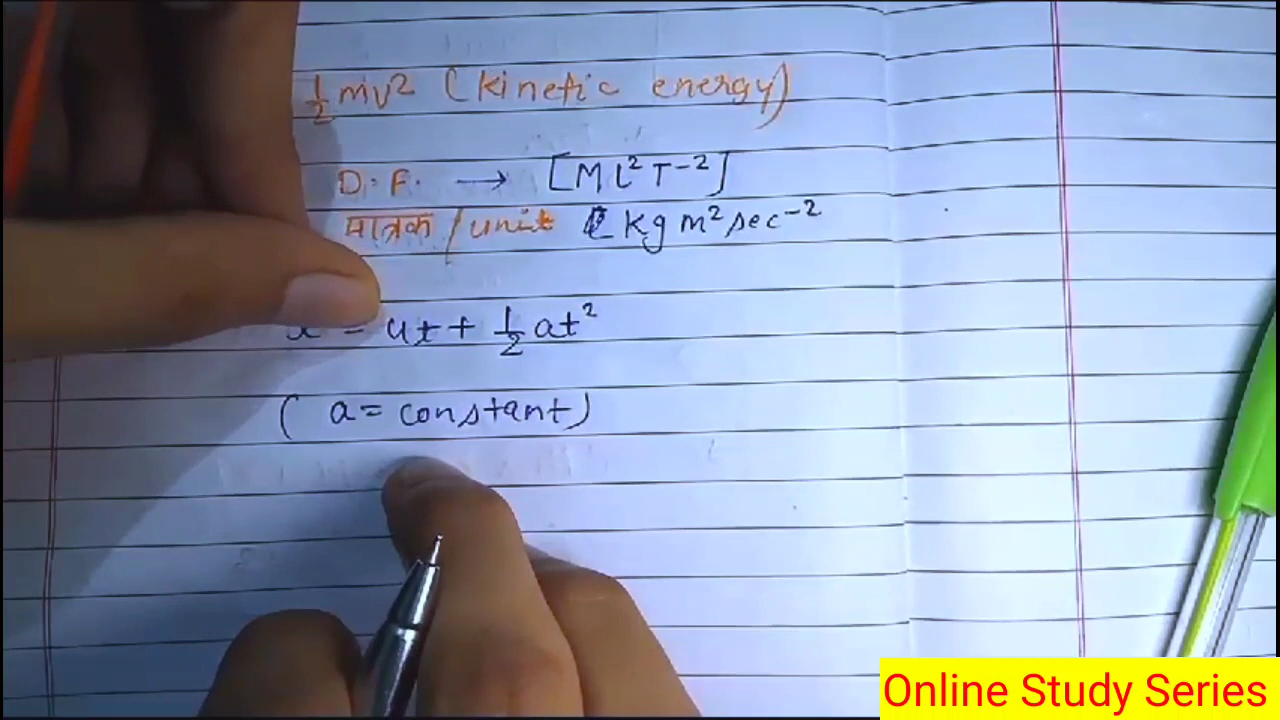 ½mv² (kinetic energy)
D.F. → [ML²T⁻²]
मात्रक/unit kg m² sec⁻²
= ut + ½at²
(a = constant)
Online Study Series